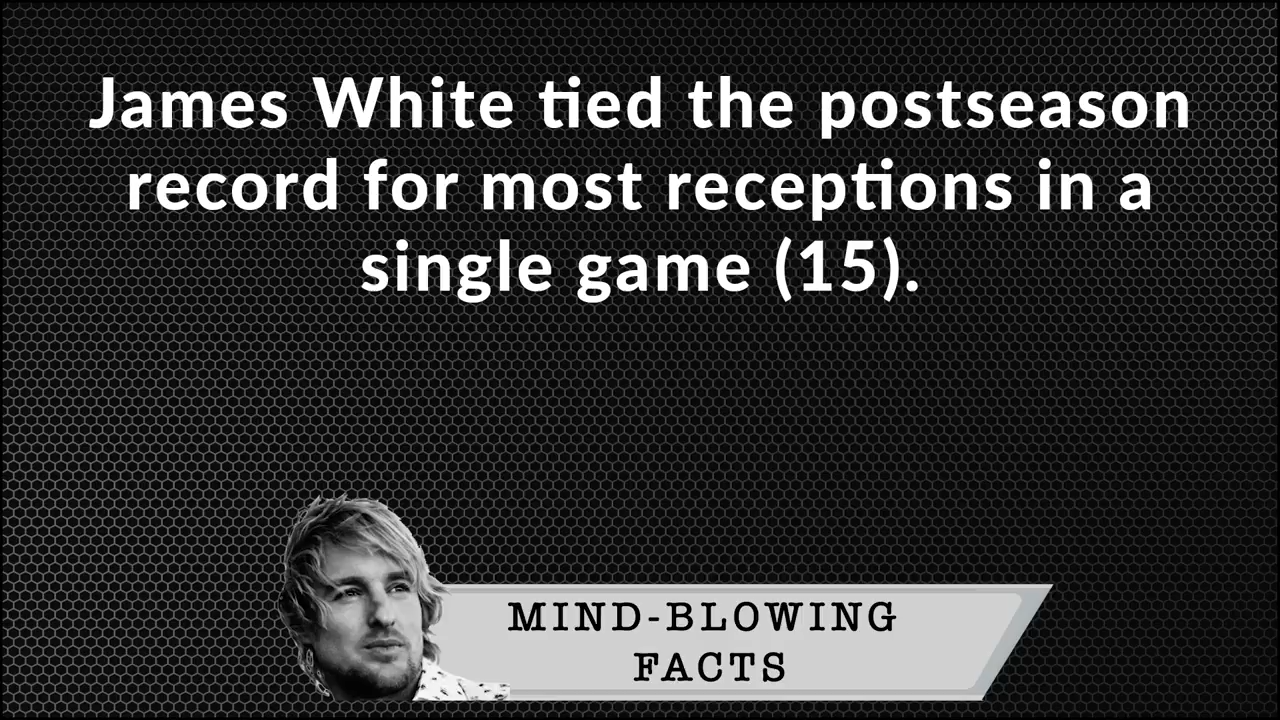 James White tied the postseason
record for most receptions in a
single game (15).
MIND-BLOWING
FACTS